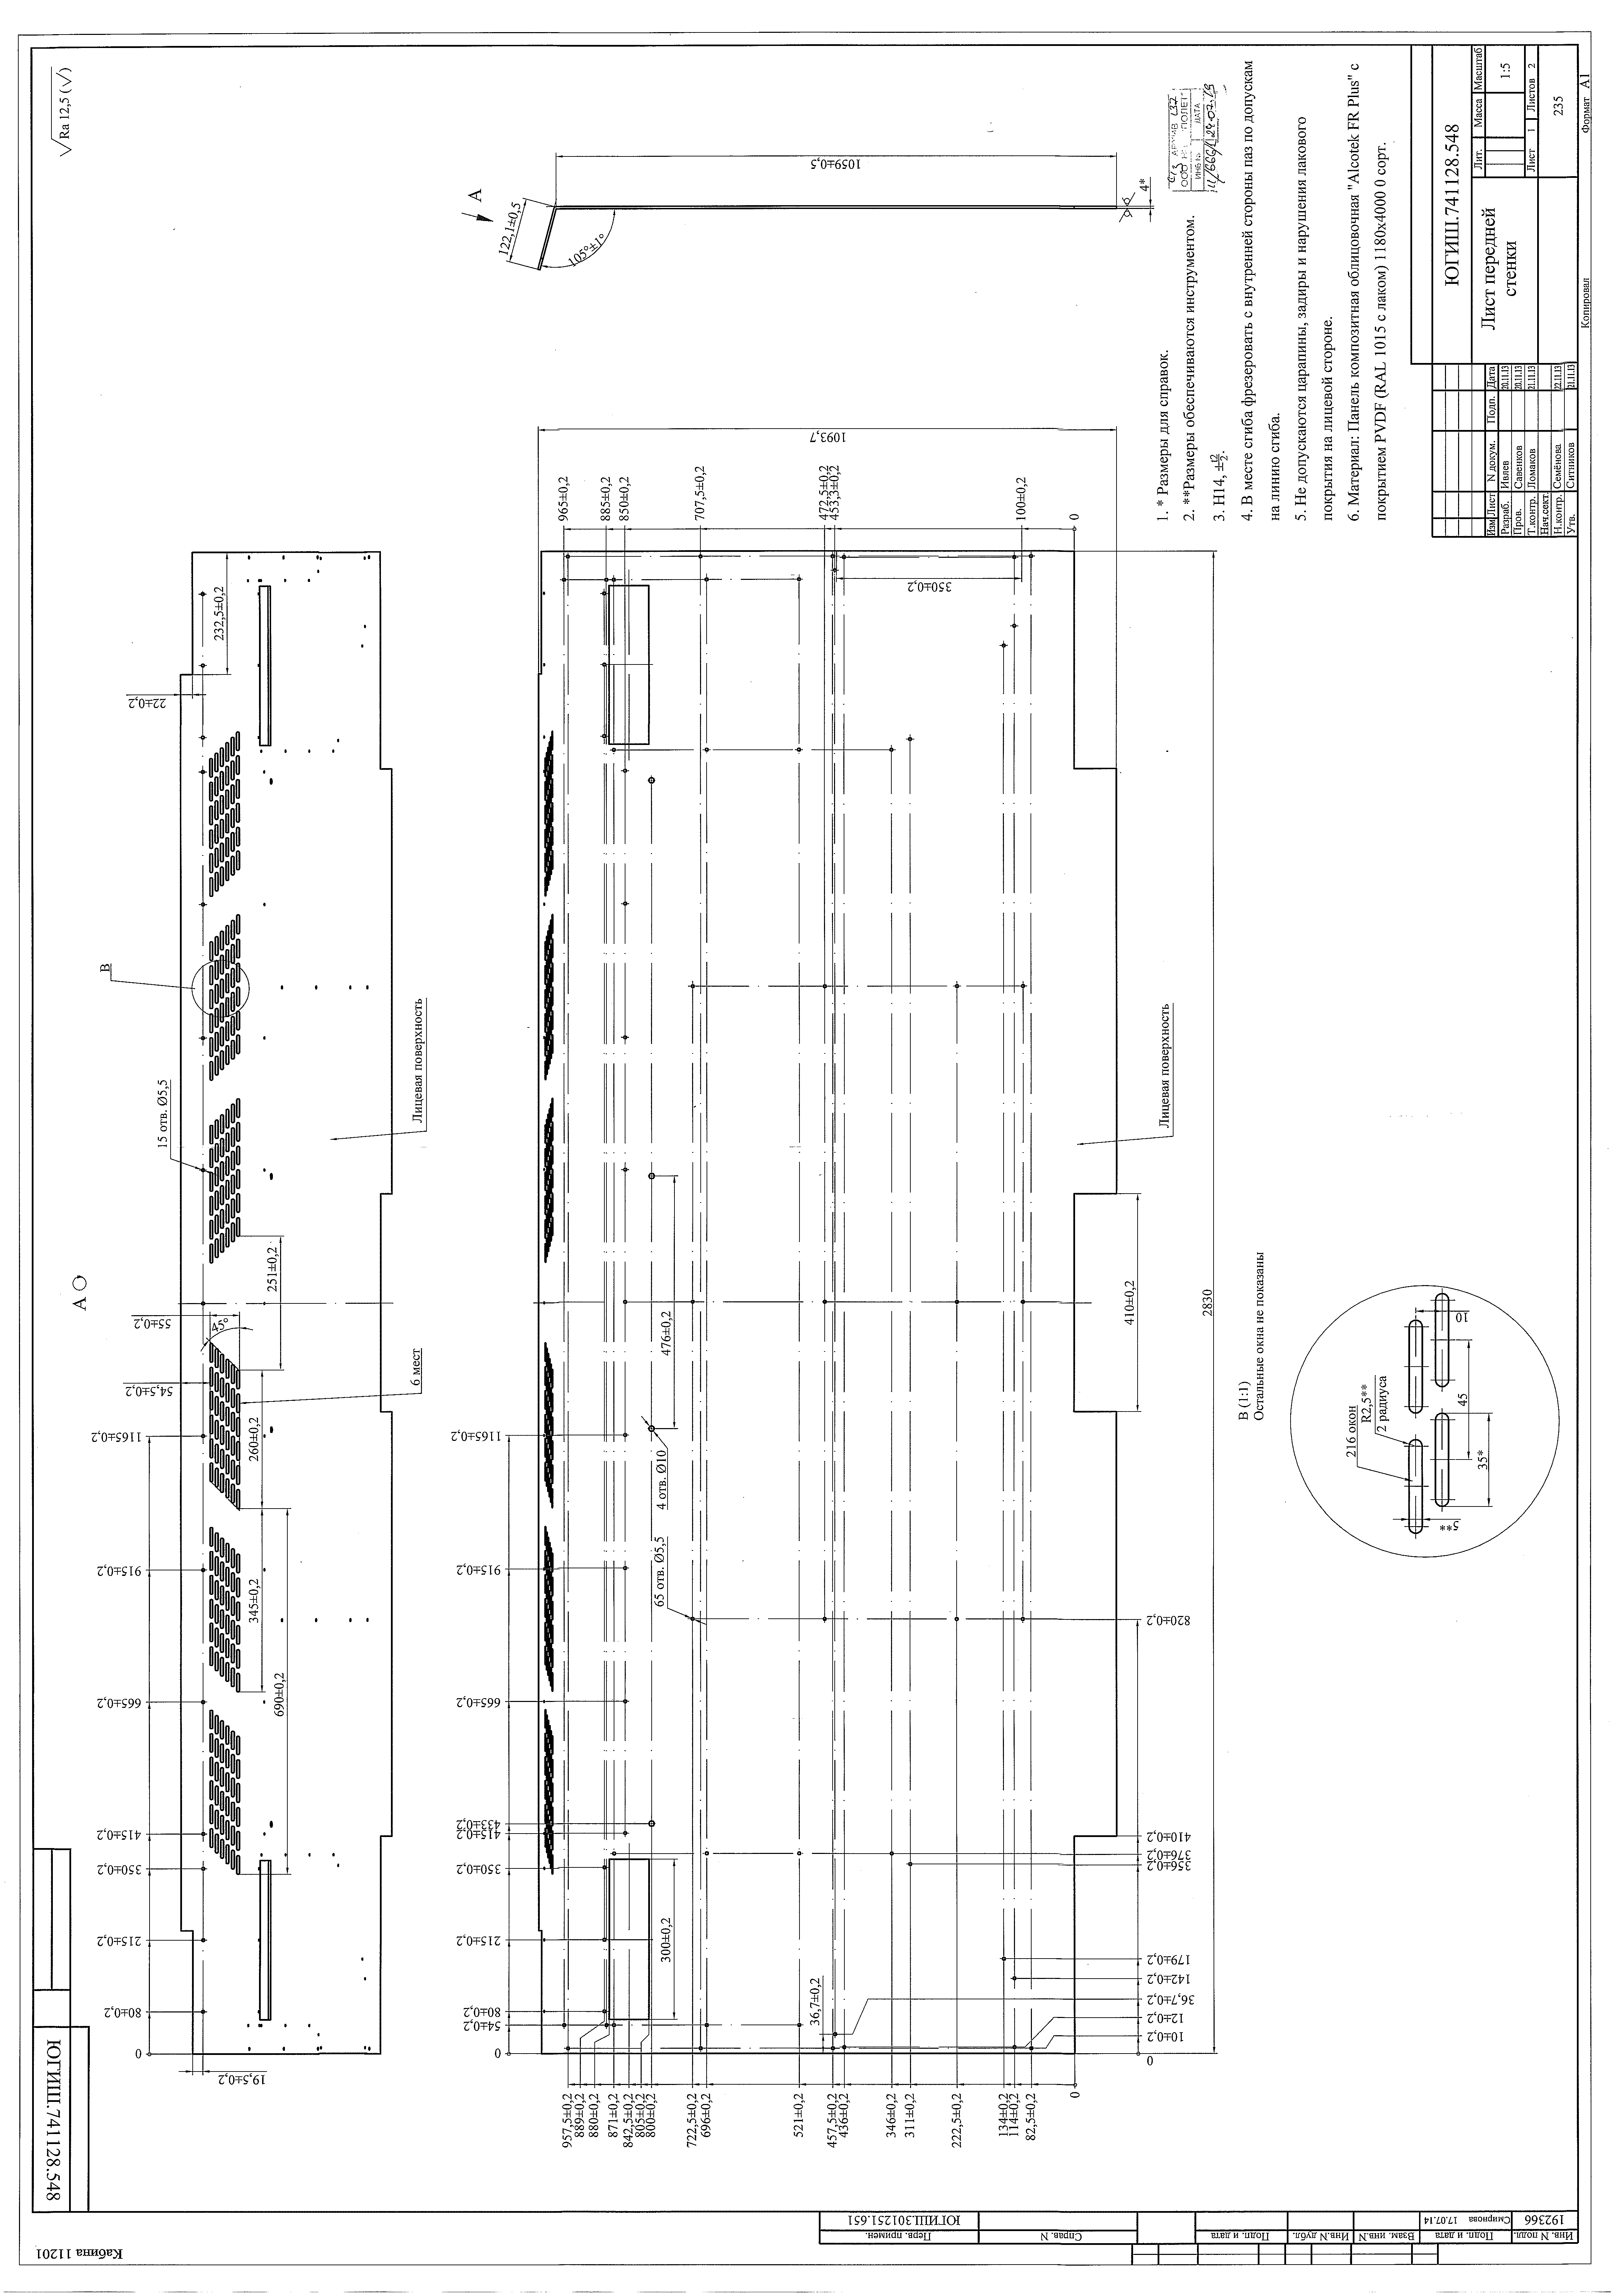 Кабина 11201
ЮГИШ.741128.548
Ra 12,5 (√)
А
19,5±0,2
0
80±0,2
215±0,2
350±0,2
415±0,2
665±0,2
915±0,2
1165±0,2
54,5±0,2
55±0,2
45°
15 отв. Ø5,5
В
22±0,2
232,5±0,2
690±0,2
345±0,2
260±0,2
251±0,2
6 мест
Лицевая поверхность
А
122,1±0,5
105°±1°
1059±0,5
4*
0
54±0,2
80±0,2
215±0,2
350±0,2
415±0,2
433±0,2
665±0,2
915±0,2
1165±0,2
957,5±0,2
889±0,2
880±0,2
871±0,2
842,5±0,2
805±0,2
800±0,2
722,5±0,2
696±0,2
521±0,2
457,5±0,2
436±0,2
346±0,2
311±0,2
222,5±0,2
134±0,2
114±0,2
82,5±0,2
0
300±0,2
36,7±0,2
65 отв. Ø5,5
4 отв. Ø10
476±0,2
350±0,2
965±0,2
885±0,2
850±0,2
707,5±0,2
472,5±0,2
453,3±0,2
100±0,2
0
1093,7
0
10±0,2
12±0,2
36,7±0,2
142±0,2
179±0,2
356±0,2
376±0,2
410±0,2
820±0,2
410±0,2
2830
Лицевая поверхность
В (1:1)
Остальные окна не показаны
216 окон
R2,5**
2 радиуса
5**
35*
45
10
1. * Размеры для справок.
2. **Размеры обеспечиваются инструментом.
3. H14, ±t2/2.
4. В месте сгиба фрезеровать с внутренней стороны паз по допускам
на линию сгиба.
5. Не допускаются царапины, задиры и нарушения лакового
покрытия на лицевой стороне.
6. Материал: Панель композитная облицовочная "Alcotek FR Plus" с
покрытием PVDF (RAL 1015 с лаком) 1180х4000 0 сорт.
АРХИВ
ООО "ПОЛЕТ"
ИНВ № ДАТА
ЮГИШ.741128.548
Лист передней
стенки
Лит. Масса Масштаб
1:5
Лист 1 Листов 2
235
Изм Лист N докум. Подп. Дата
Разраб. Ивлев 20.11.13
Пров. Савенков 20.11.13
Т.контр. Ломаков 21.11.13
Нач.сект.
Н.контр. Семёнова 22.11.13
Утв. Ситников 21.11.13
Копировал
Формат А1
Перв. примен. ЮГИШ.301251.651
Справ. N
Подп. и дата
Инв.N дубл.
Взам. инв.N
Подп. и дата Смирнова 17.07.14
Инв. N подл. 192366